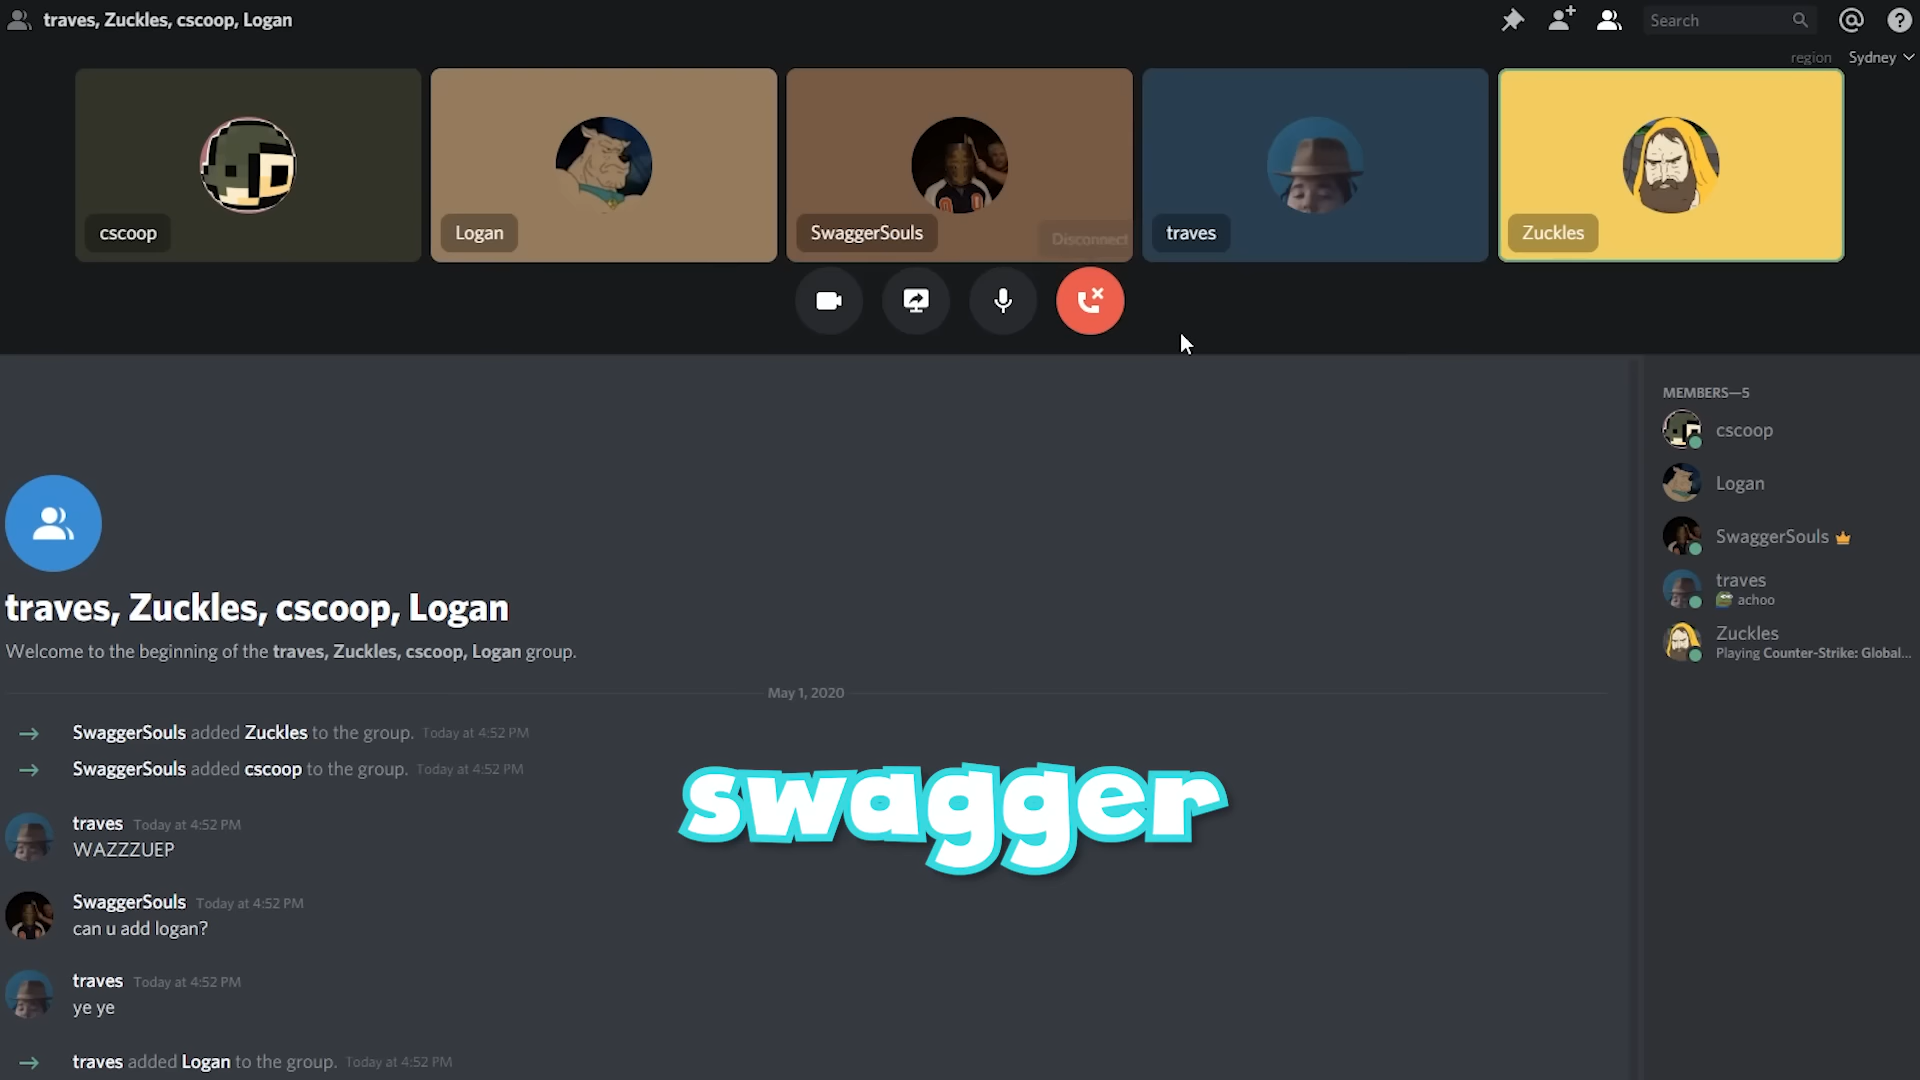 traves, Zuckles, cscoop, Logan
Search
region Sydney
cscoop
Logan
SwaggerSouls
Disconnect
traves
Zuckles
MEMBERS—5
cscoop
Logan
SwaggerSouls
traves
achoo
Zuckles
Playing Counter-Strike: Global...
traves, Zuckles, cscoop, Logan
Welcome to the beginning of the traves, Zuckles, cscoop, Logan group.
May 1, 2020
SwaggerSouls added Zuckles to the group. Today at 4:52 PM
SwaggerSouls added cscoop to the group. Today at 4:52 PM
traves Today at 4:52 PM
WAZZZUEP
swagger
SwaggerSouls Today at 4:52 PM
can u add logan?
traves Today at 4:52 PM
ye ye
traves added Logan to the group. Today at 4:52 PM